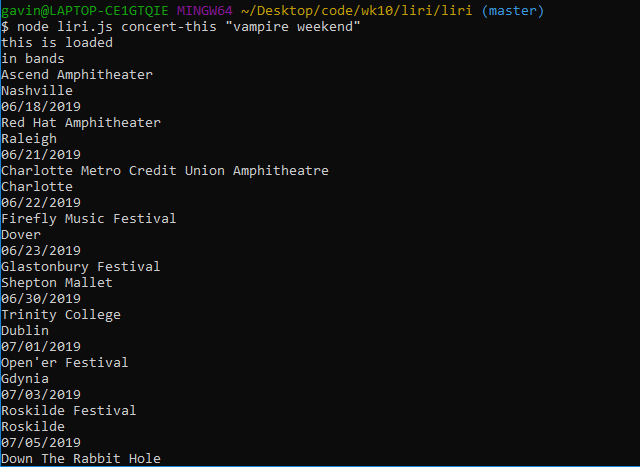 gavin@LAPTOP-CE1GTQIE MINGW64 ~/Desktop/code/wk10/liri/liri (master)
$ node liri.js concert-this "vampire weekend"
this is loaded
in bands
Ascend Amphitheater
Nashville
06/18/2019
Red Hat Amphitheater
Raleigh
06/21/2019
Charlotte Metro Credit Union Amphitheatre
Charlotte
06/22/2019
Firefly Music Festival
Dover
06/23/2019
Glastonbury Festival
Shepton Mallet
06/30/2019
Trinity College
Dublin
07/01/2019
Open'er Festival
Gdynia
07/03/2019
Roskilde Festival
Roskilde
07/05/2019
Down The Rabbit Hole